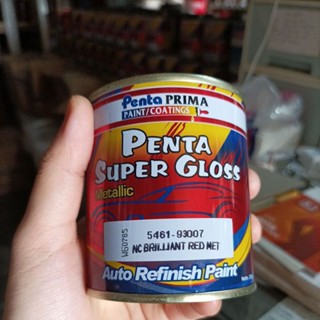 Penta PRIMA
PAINT/COATINGS
PENTA
SUPER GLOSS
Metallic
5461-93007
NC BRILLIANT RED MET
Auto Refinish Paint